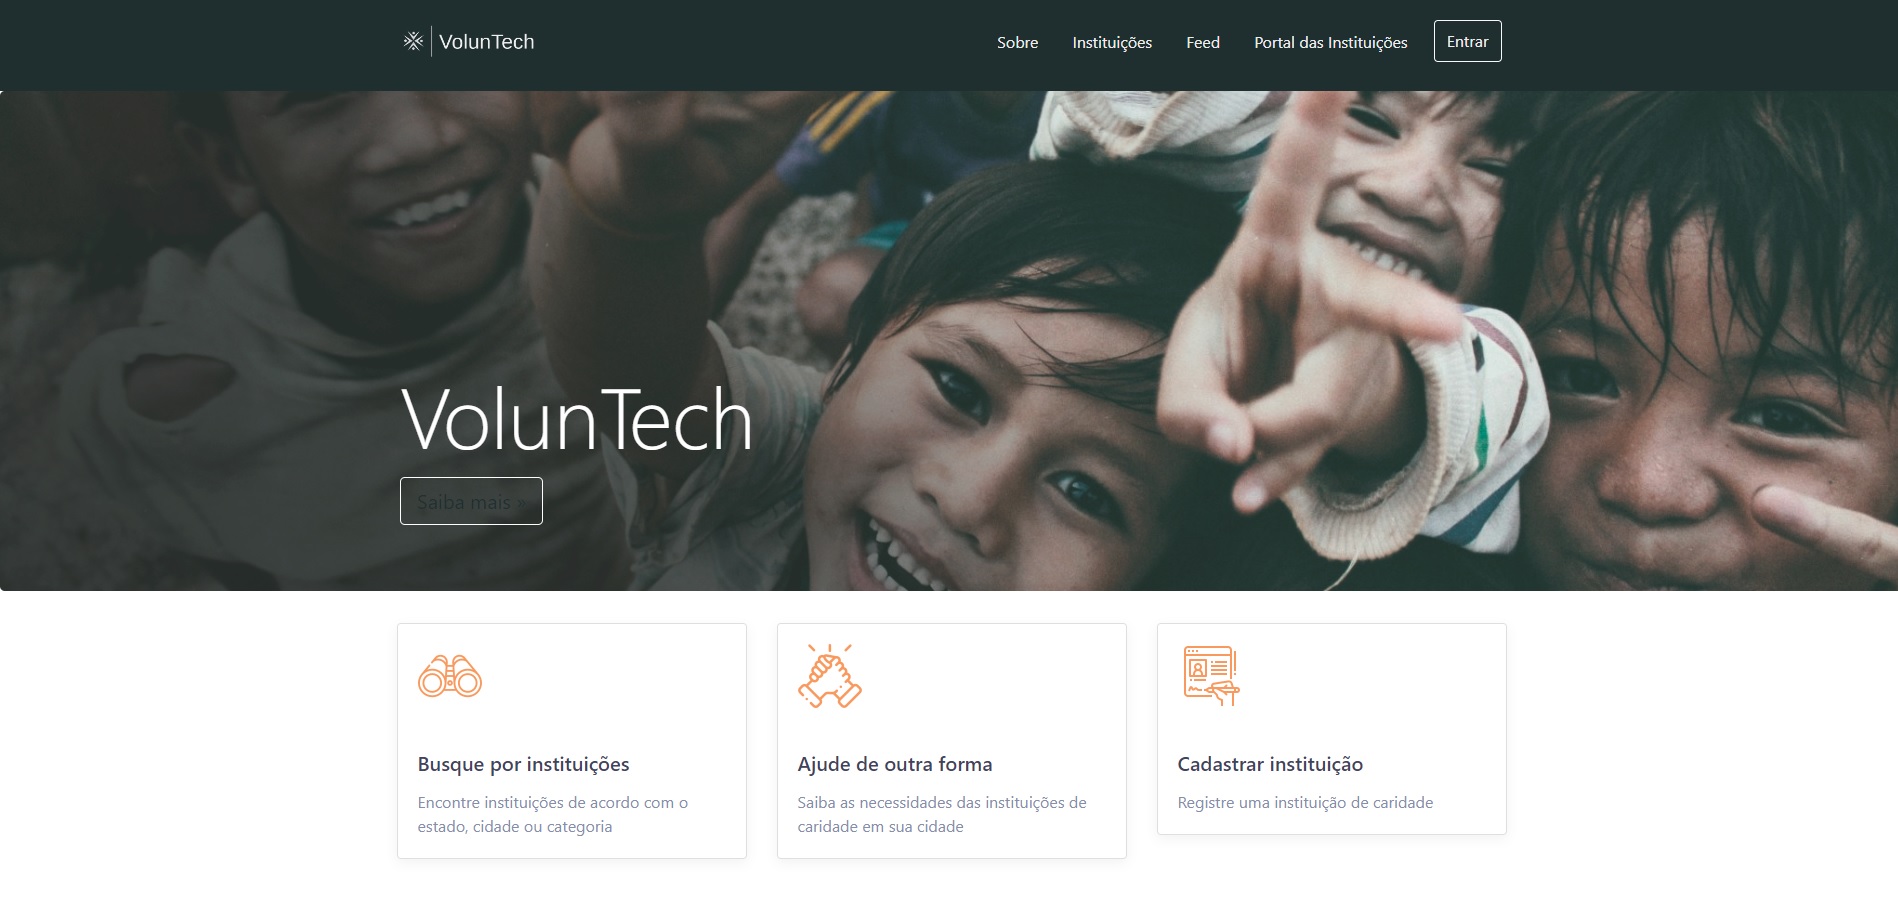 VolunTech
Sobre
Instituições
Feed
Portal das Instituições
Entrar
VolunTech
Saiba mais »
Busque por instituições
Encontre instituições de acordo com o
estado, cidade ou categoria
Ajude de outra forma
Saiba as necessidades das instituições de
caridade em sua cidade
Cadastrar instituição
Registre uma instituição de caridade